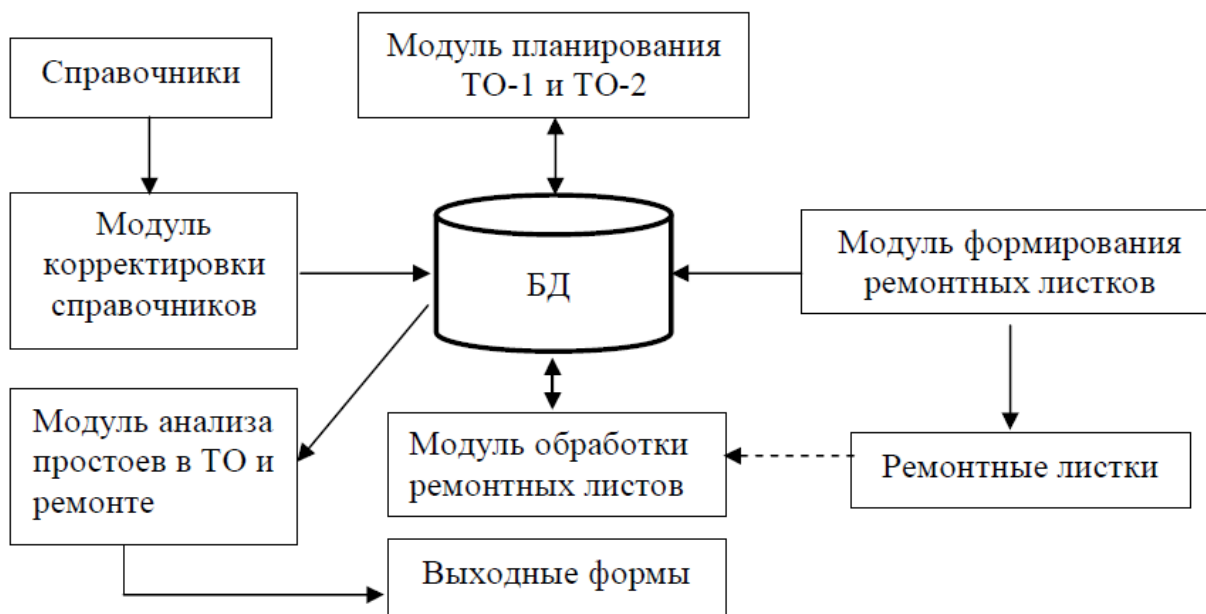 Справочники
Модуль планирования
ТО-1 и ТО-2
Модуль
корректировки
справочников
БД
Модуль формирования
ремонтных листков
Модуль анализа
простоев в ТО и
ремонте
Модуль обработки
ремонтных листов
Ремонтные листки
Выходные формы